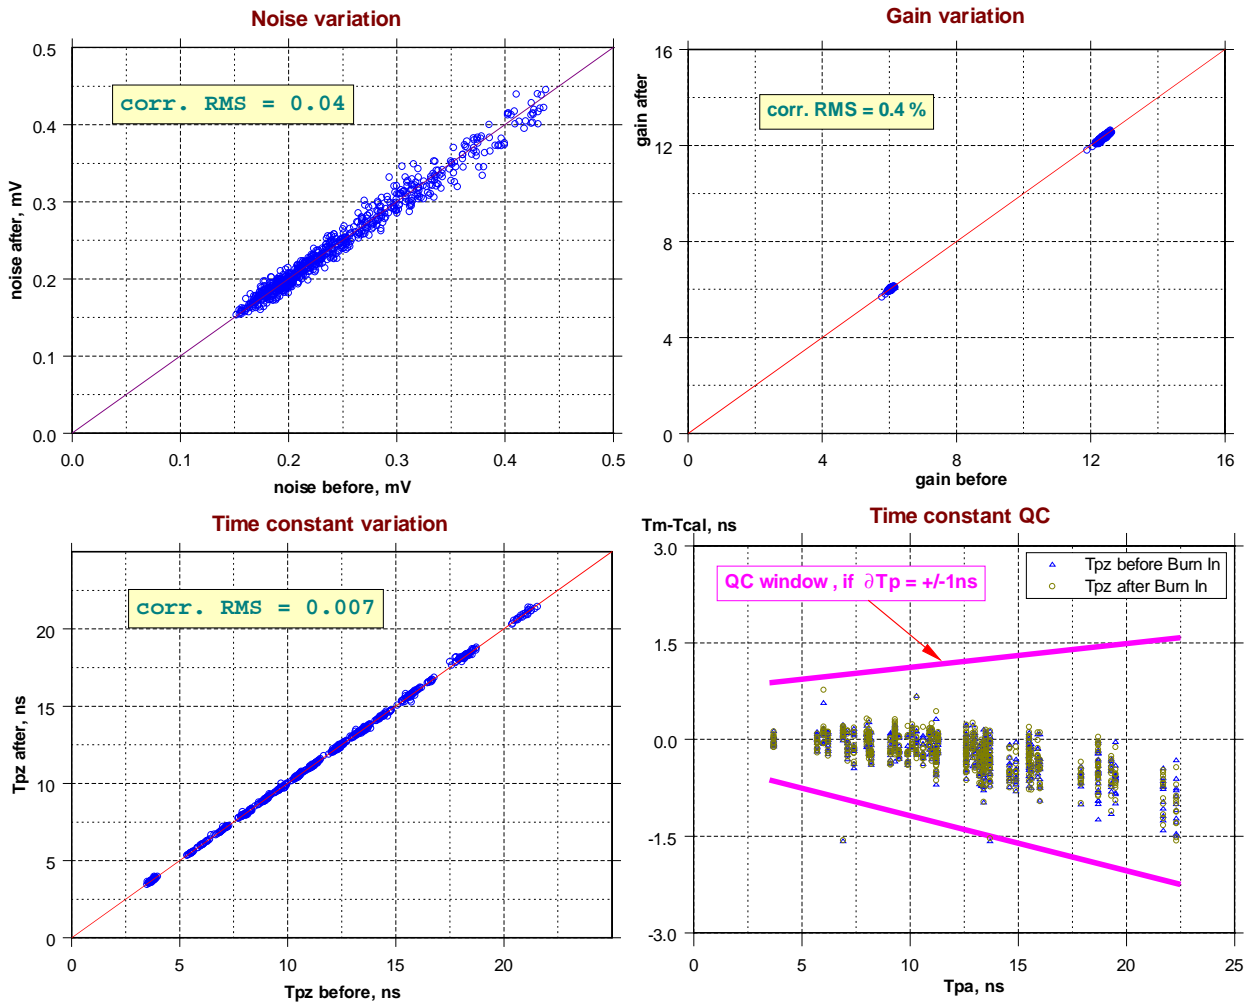 Noise variation
0.5
0.4
0.3
0.2
0.1
0.0
noise after, mV
corr. RMS = 0.04
0.0 0.1 0.2 0.3 0.4 0.5
noise before, mV
Gain variation
16
12
8
4
0
gain after
corr. RMS = 0.4 %
0 4 8 12 16
gain before
Time constant variation
20
15
10
5
0
Tpz after, ns
corr. RMS = 0.007
0 5 10 15 20
Tpz before, ns
Tm-Tcal, ns
Time constant QC
3.0
1.5
0.0
-1.5
-3.0
QC window , if ∂Tp = +/-1ns
Tpz before Burn In
Tpz after Burn In
0 5 10 15 20 25
Tpa, ns